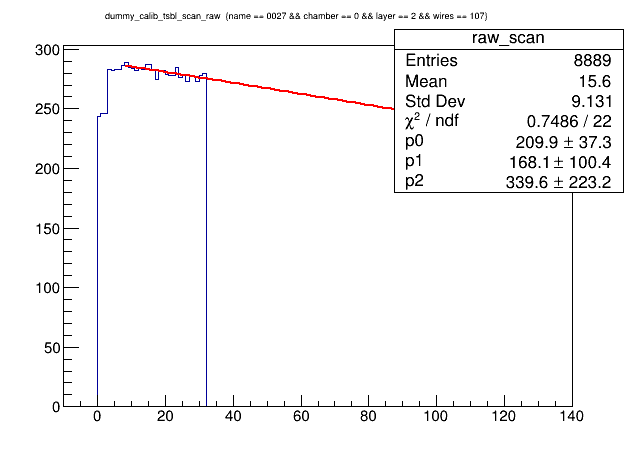 dummy_calib_tsbl_scan_raw (name == 0027 && chamber == 0 && layer == 2 && wires == 107)
raw_scan
Entries 8889
Mean 15.6
Std Dev 9.131
χ² / ndf 0.7486 / 22
p0 209.9 ± 37.3
p1 168.1 ± 100.4
p2 339.6 ± 223.2
300
250
200
150
100
50
0
0 20 40 60 80 100 120 140